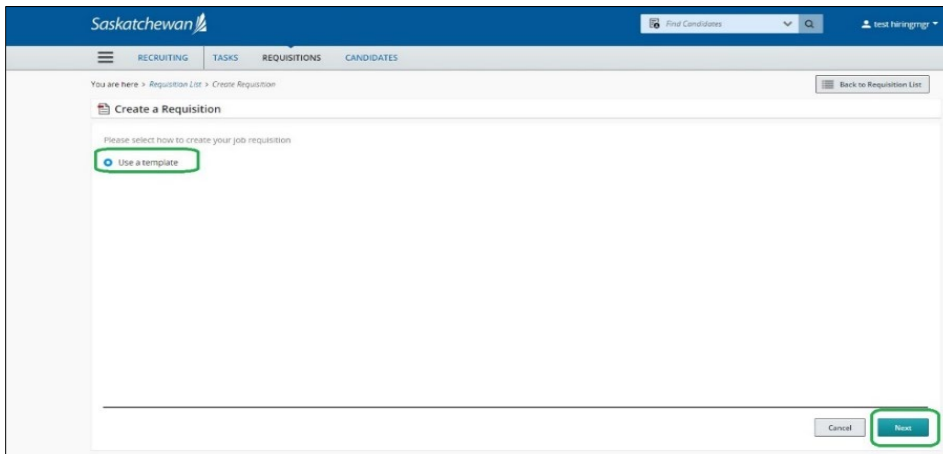 Saskatchewan
Find Candidates
test hiringmgr
RECRUITING TASKS REQUISITIONS CANDIDATES
You are here > Requisition List > Create Requisition
Back to Requisition List
Create a Requisition
Please select how to create your job requisition
Use a template
Cancel Next